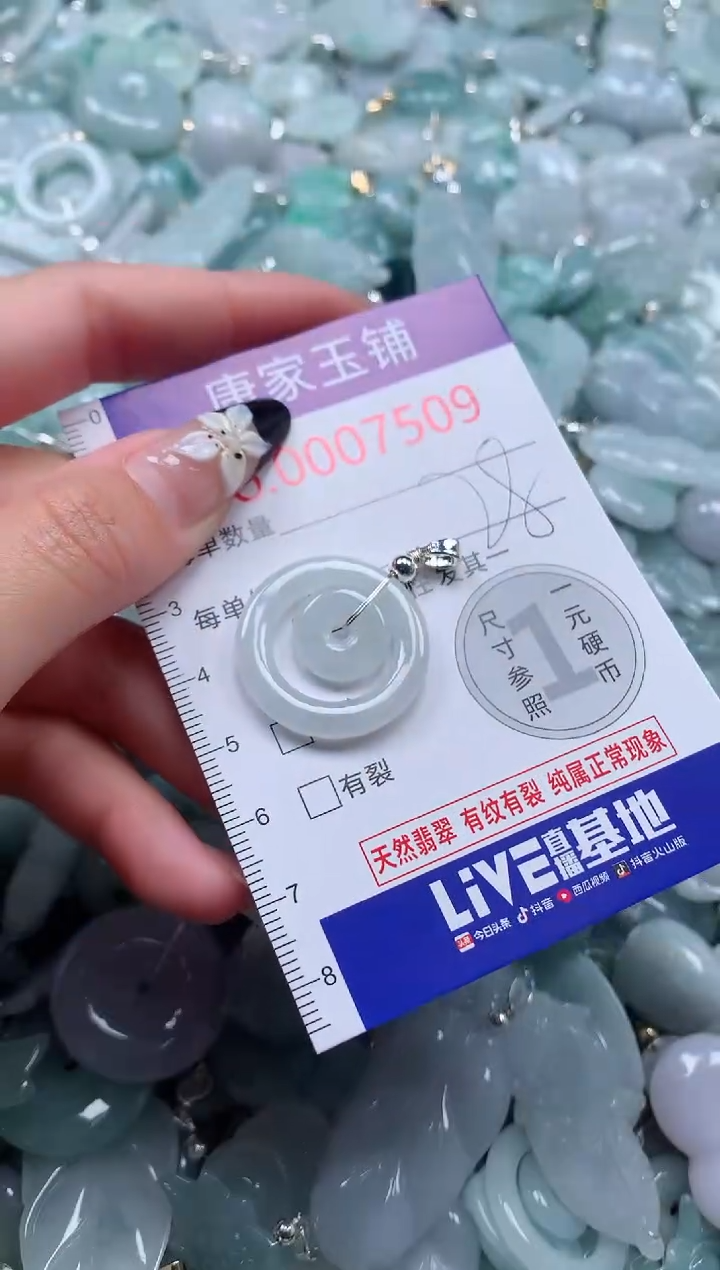 唐家玉铺
.0007509
单数量
每单
发其一
有裂
尺寸参照
1
一元硬币
天然翡翠 有纹有裂 纯属正常现象
LiVE直播基地
今日头条 抖音 西瓜视频 抖音火山版
0
3
4
5
6
7
8